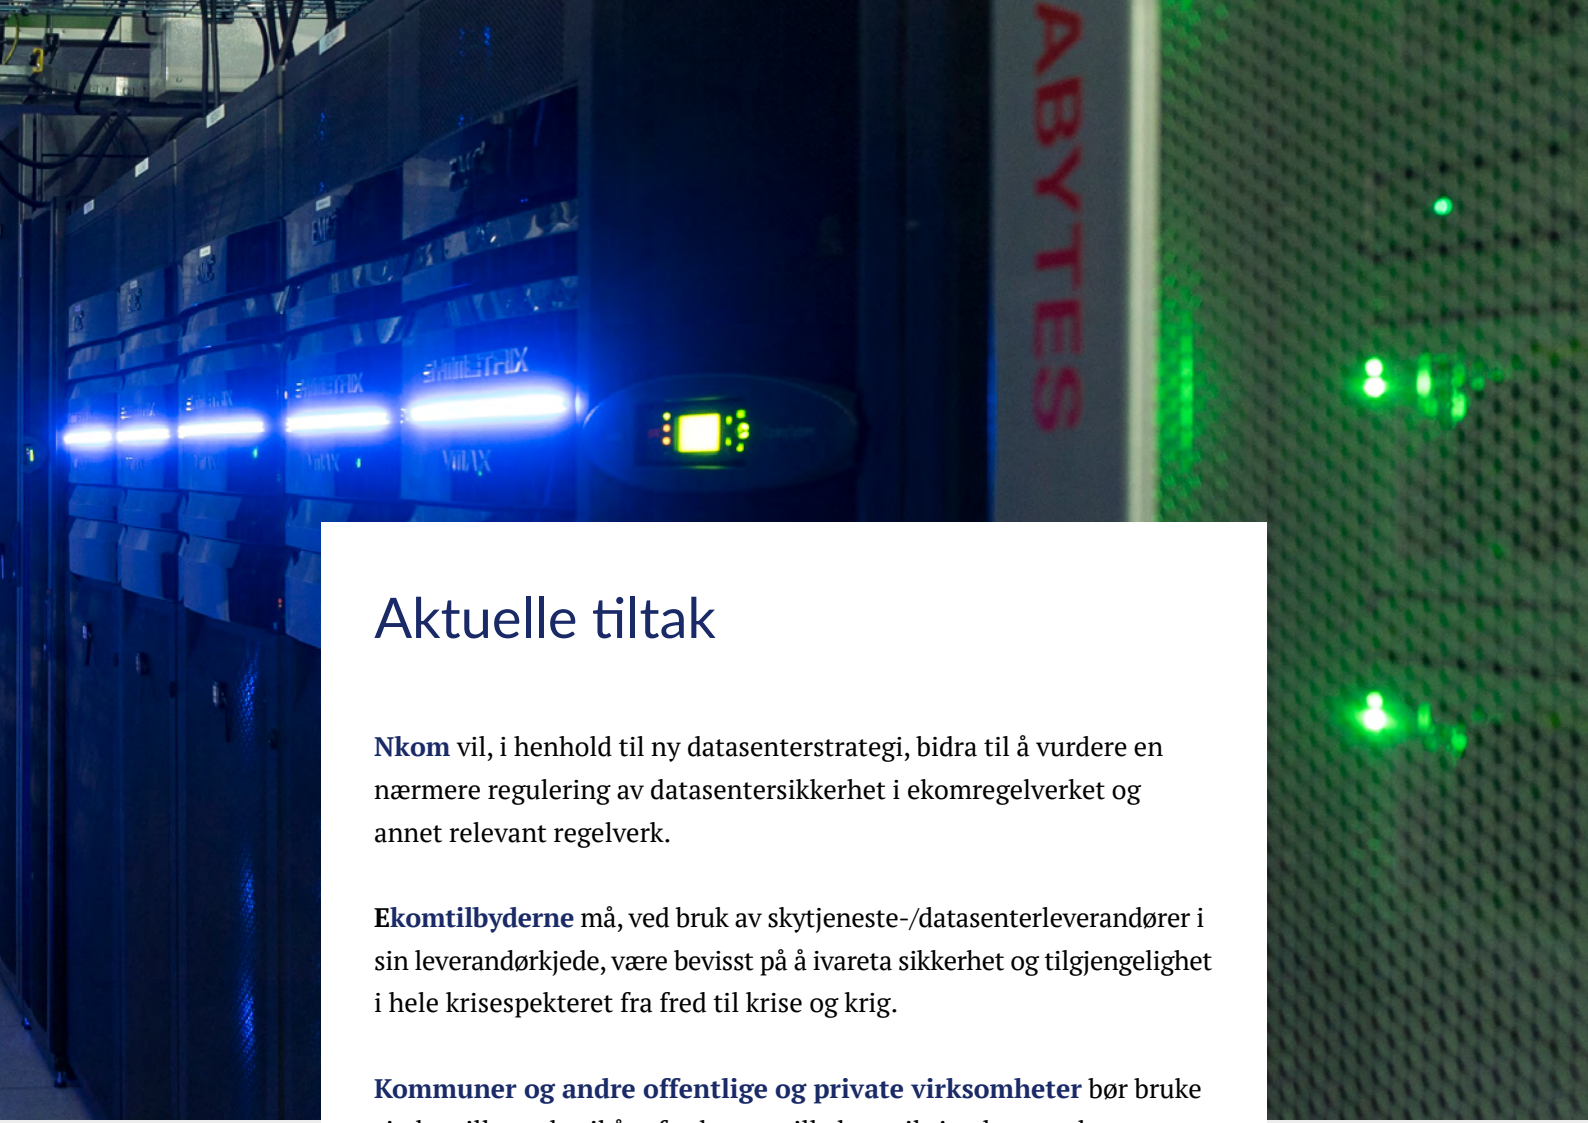 ABYTES
SYMMETRIX
VMAX
Aktuelle tiltak
Nkom vil, i henhold til ny datasenterstrategi, bidra til å vurdere en
nærmere regulering av datasentersikkerhet i ekomregelverket og
annet relevant regelverk.
Ekomtilbyderne må, ved bruk av skytjeneste-/datasenterleverandører i
sin leverandørkjede, være bevisst på å ivareta sikkerhet og tilgjengelighet
i hele krisespekteret fra fred til krise og krig.
Kommuner og andre offentlige og private virksomheter bør bruke